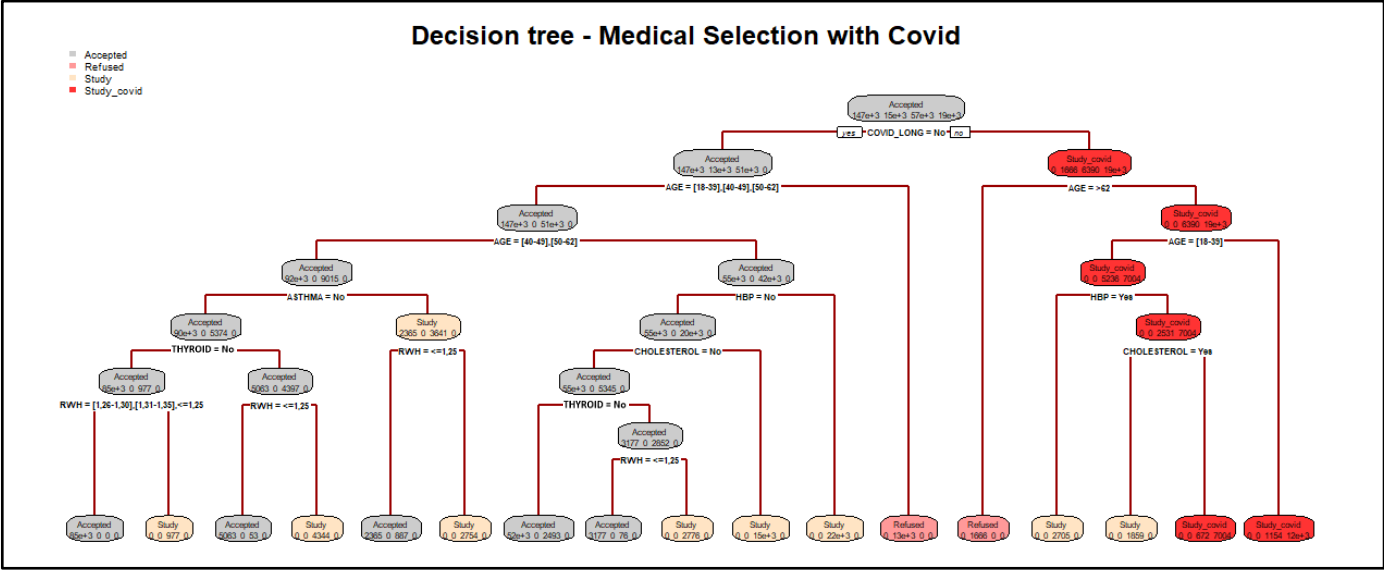 Decision tree - Medical Selection with Covid
Accepted
Refused
Study
Study_covid
Accepted
147e+3 15e+3 57e+3 19e+3
yes COVID_LONG = No no
Accepted
147e+3 13e+3 51e+3 0
Study_covid
0 1666 6390 19e+3
AGE = [18-39],[40-49],[50-62]
AGE = >62
Accepted
147e+3 0 51e+3 0
Study_covid
0 0 6390 19e+3
AGE = [40-49],[50-62]
AGE = [18-39]
Accepted
92e+3 0 9015 0
Accepted
55e+3 0 42e+3 0
Study_covid
0 0 5236 7004
ASTHMA = No
HBP = No
HBP = Yes
Accepted
90e+3 0 5374 0
Study
2365 0 3641 0
Accepted
55e+3 0 20e+3 0
Study_covid
0 0 2531 7004
THYROID = No
RWH = <=1,25
CHOLESTEROL = No
CHOLESTEROL = Yes
Accepted
85e+3 0 977 0
Accepted
5063 0 4397 0
Accepted
55e+3 0 5345 0
RWH = [1,26-1,30],[1,31-1,35],<=1,25
RWH = <=1,25
THYROID = No
Accepted
3177 0 2852 0
RWH = <=1,25
Accepted
85e+3 0 0 0
Study
0 0 977 0
Accepted
5063 0 53 0
Study
0 0 4344 0
Accepted
2365 0 887 0
Study
0 0 2754 0
Accepted
52e+3 0 2493 0
Accepted
3177 0 76 0
Study
0 0 2776 0
Study
0 0 15e+3 0
Study
0 0 22e+3 0
Refused
0 13e+3 0 0
Refused
0 1666 0 0
Study
0 0 2705 0
Study
0 0 1859 0
Study_covid
0 0 672 7004
Study_covid
0 0 1154 12e+3